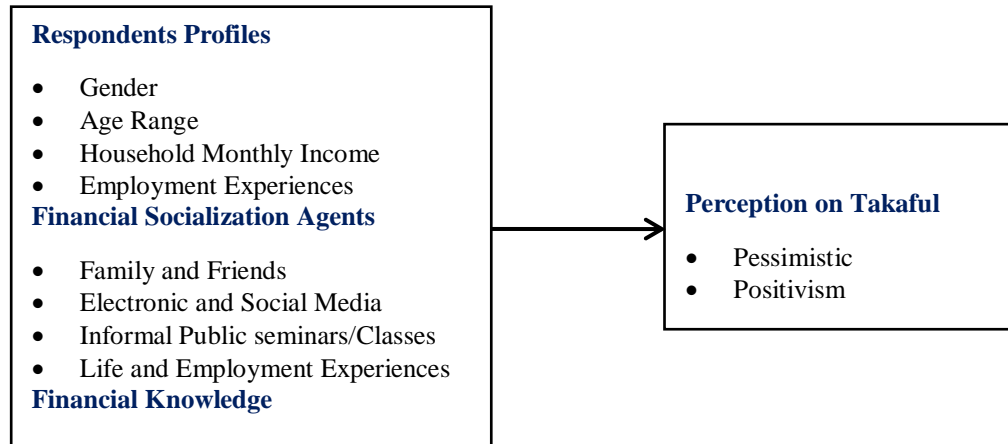 Respondents Profiles
• Gender
• Age Range
• Household Monthly Income
• Employment Experiences
Financial Socialization Agents
• Family and Friends
• Electronic and Social Media
• Informal Public seminars/Classes
• Life and Employment Experiences
Financial Knowledge
Perception on Takaful
• Pessimistic
• Positivism